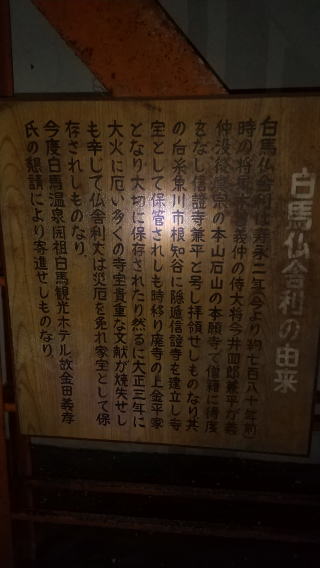 白馬仏舎利の由来
白馬仏舎利は寿永二年(今より約七百八十年前)
時の将軍 義仲の侍大将今井四郎兼平が義
仲没後 の本山石山の本願寺で僧籍に得度
をなし信證寺兼平と号し拝領せしものなり其
の后糸魚川市根知谷に隠遁信證寺を建立し寺
宝として保管されしも時移り廃寺の上金平家
となり大切に保存されたり然るに大正三年に
大火に厄い多くの寺宝貴重な文献が焼失せし
も幸して仏舎利丈は災厄を免れ家宝として保
存されしものなり。
今度白馬温泉国祖白馬観光ホテル故金田義孝
氏の懇請により寄進せしものなり